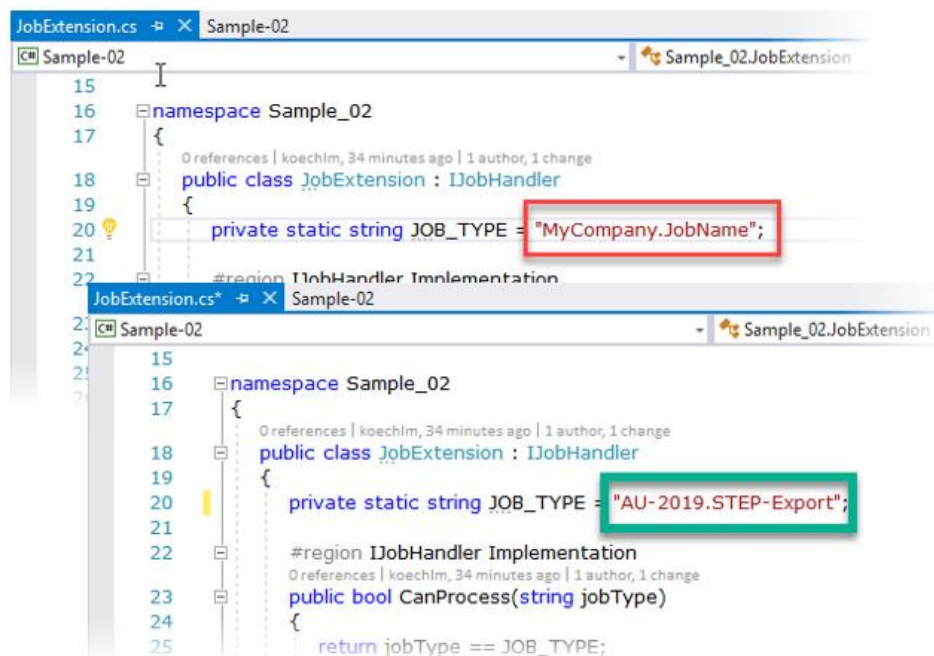 JobExtension.cs Sample-02
C# Sample-02 Sample_02.JobExtension
15
16 namespace Sample_02
17 {
0 references | koechlm, 34 minutes ago | 1 author, 1 change
18 public class JobExtension : IJobHandler
19 {
20 private static string JOB_TYPE = "MyCompany.JobName";
21
22 #region IJobHandler Implementation
JobExtension.cs* Sample-02
C# Sample-02 Sample_02.JobExtension
15
16 namespace Sample_02
17 {
0 references | koechlm, 34 minutes ago | 1 author, 1 change
18 public class JobExtension : IJobHandler
19 {
20 private static string JOB_TYPE = "AU-2019.STEP-Export";
21
22 #region IJobHandler Implementation
0 references | koechlm, 34 minutes ago | 1 author, 1 change
23 public bool CanProcess(string jobType)
24 {
25 return jobType == JOB_TYPE;